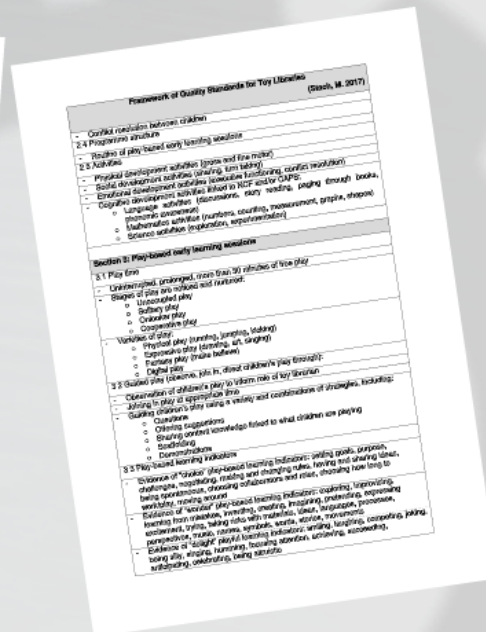 Framework of Quality Standards for Toy Libraries
(Stasch, M. 2017)
- Conflict resolution between children
2.4 Programme structure
- Routine of play-based early learning sessions
2.5 Activities
- Physical development activities (gross and fine motor)
- Social development activities (sharing, turn taking)
- Emotional development activities (executive functioning, conflict resolution)
- Cognitive development activities linked to NCF and/or CAPS:
o Language activities (discussions, story reading, paging through books,
phonemic awareness)
o Mathematics activities (numbers, counting, measurement, graphs, shapes)
o Science activities (exploration, experimentation)
Section 3: Play-based early learning sessions
3.1 Play time
- Uninterrupted, prolonged, more than 30 minutes of free play
- Stages of play are noticed and nurtured:
o Unoccupied play
o Solitary play
o Onlooker play
o Cooperative play
- Varieties of play:
o Physical play (running, jumping, kicking)
o Expressive play (drawing, art, singing)
o Fantasy play (make believe)
o Digital play
3.2 Guided play (observe, join in, direct children's play through):
- Observation of children's play to inform role of toy librarian
- Joining in play at appropriate time
- Guiding children's play using a variety and combinations of strategies, including:
o Questions
o Offering suggestions
o Sharing content knowledge linked to what children are playing
o Scaffolding
o Demonstrations
3.3 Play-based learning indicators
- Evidence of "choice" play-based learning indicators: setting goals, purpose,
challenges, negotiating, making and changing rules, having and sharing ideas,
being spontaneous, choosing collaborators and roles, choosing how long to
work/play, moving around
- Evidence of "wonder" play-based learning indicators: exploring, improvising,
learning from mistakes, inventing, creating, imagining, pretending, expressing
excitement, trying, taking risks with materials, ideas, languages, processes,
perspectives, music, names, symbols, words, stories, movements
- Evidence of "delight" playful learning indicators: smiling, laughing, competing, joking,
being silly, singing, humming, focusing attention, achieving, succeeding,
anticipating, celebrating, being altruistic